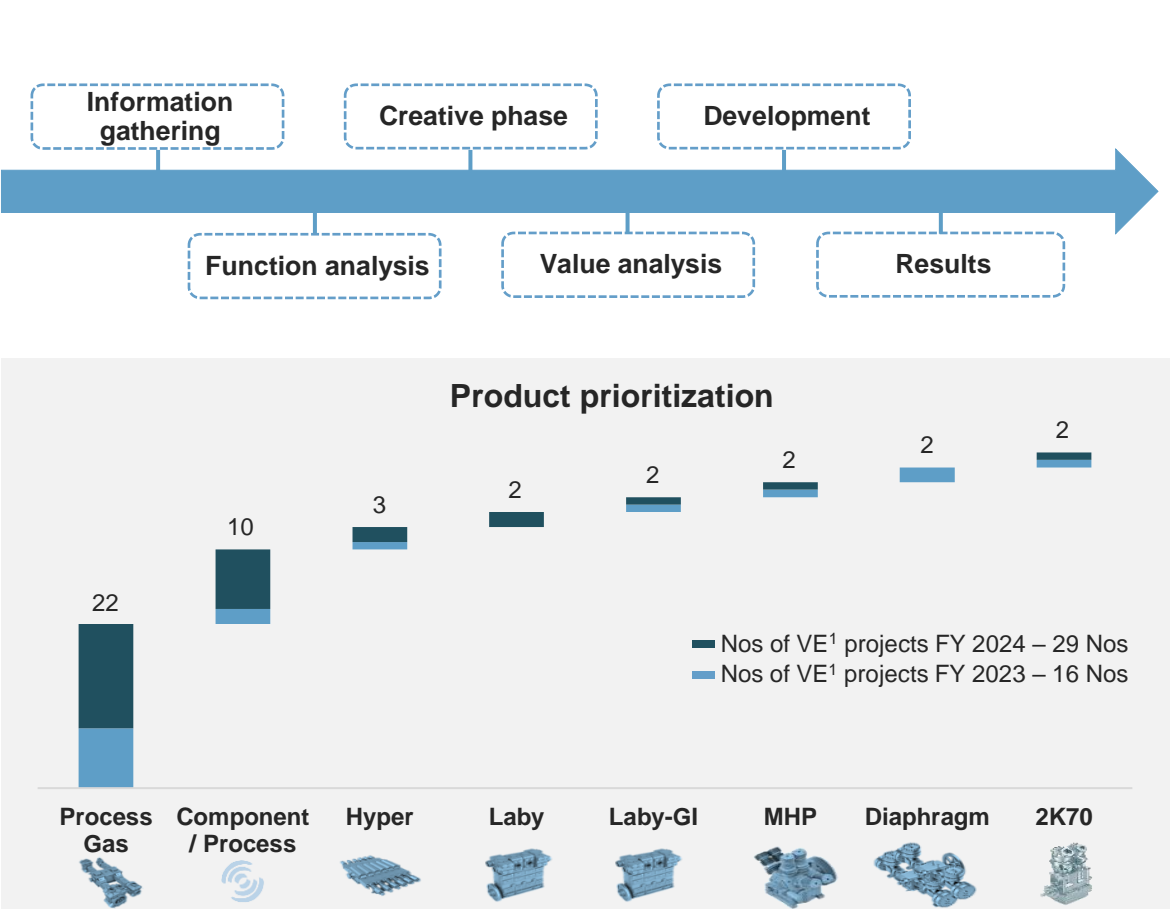 Information
gathering
Creative phase
Development
Function analysis
Value analysis
Results
Product prioritization
22
10
3
2
2
2
2
2
Nos of VE¹ projects FY 2024 – 29 Nos
Nos of VE¹ projects FY 2023 – 16 Nos
Process
Gas
Component
/ Process
Hyper
Laby
Laby-GI
MHP
Diaphragm
2K70